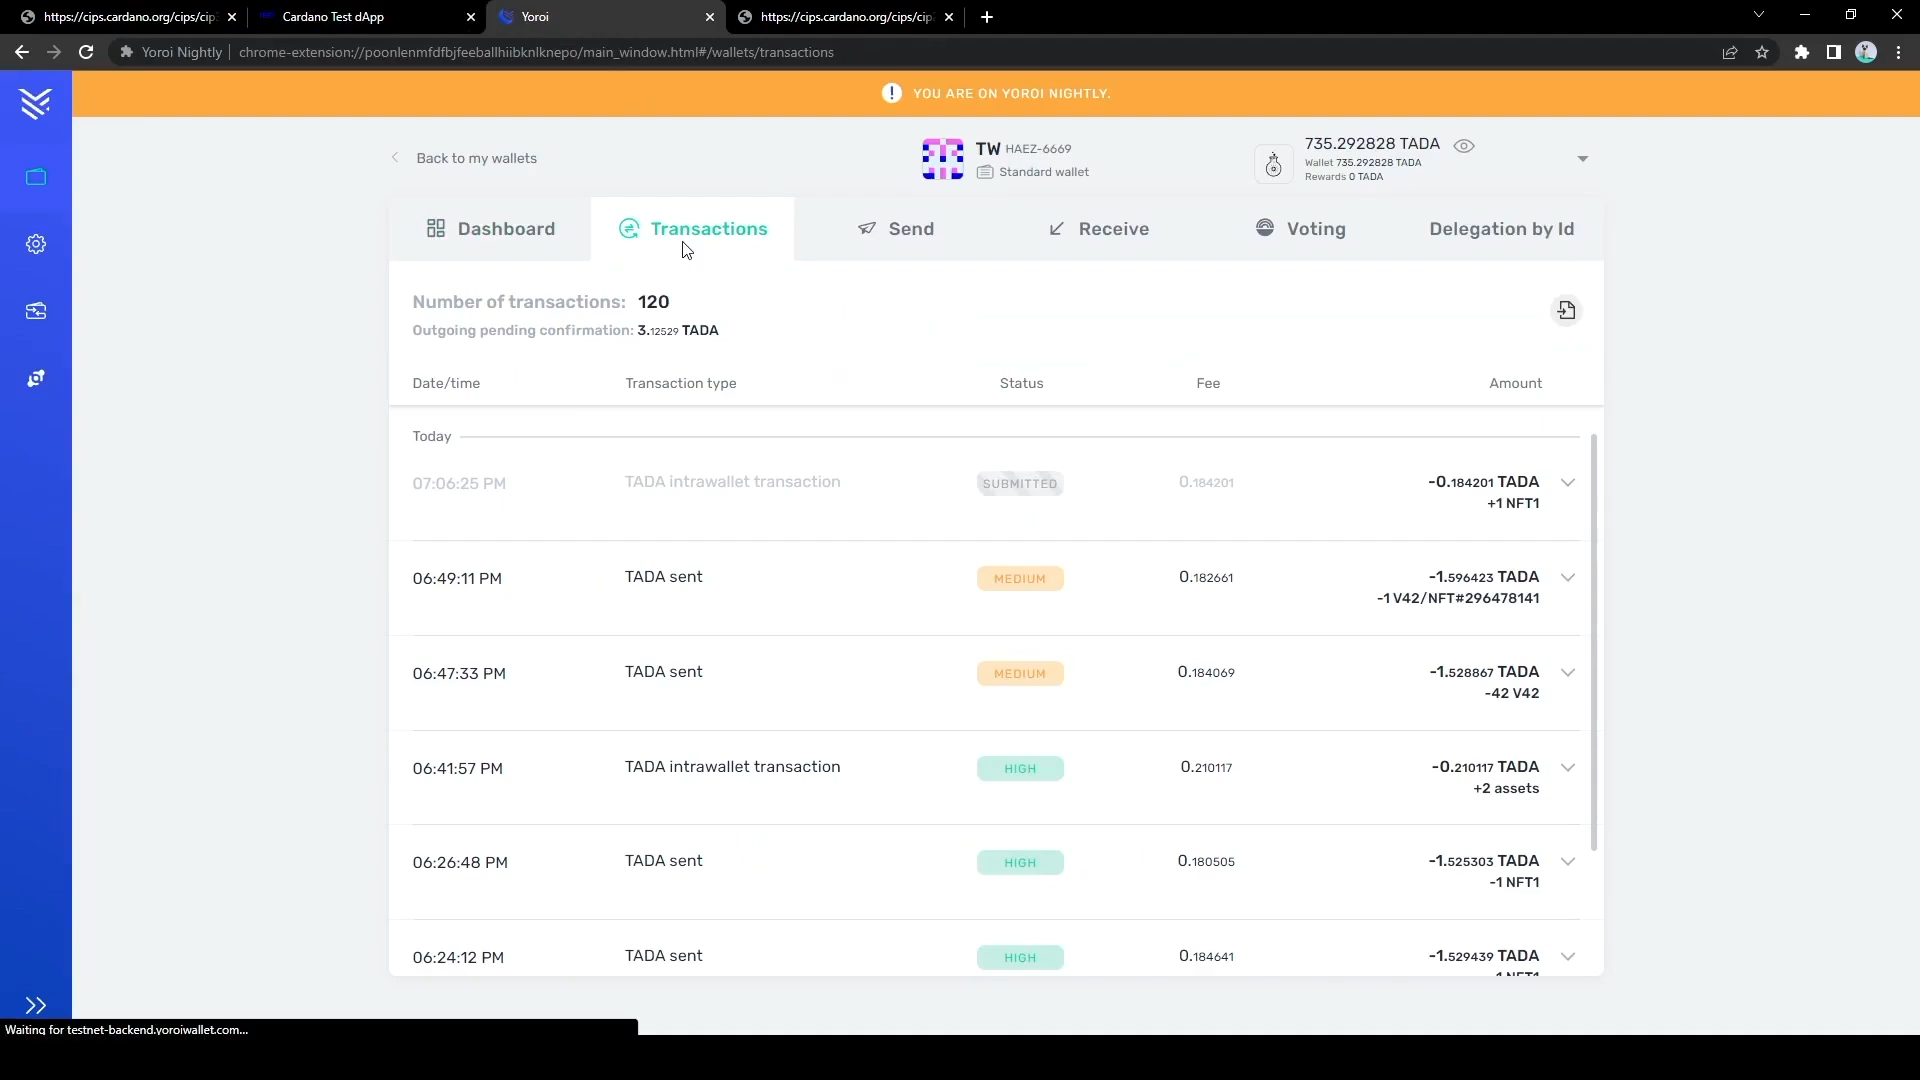 https://cips.cardano.org/cips/cip
Cardano Test dApp
Yoroi
https://cips.cardano.org/cips/cip
Yoroi Nightly
chrome-extension://poonlenmfdfbjfeeballhiibknlknepo/main_window.html#/wallets/transactions
YOU ARE ON YOROI NIGHTLY.
Back to my wallets
TW HAEZ-6669
Standard wallet
735.292828 TADA
Wallet 735.292828 TADA
Rewards 0 TADA
Dashboard
Transactions
Send
Receive
Voting
Delegation by Id
Number of transactions: 120
Outgoing pending confirmation: 3.12529 TADA
Date/time Transaction type Status Fee Amount
Today
07:06:25 PM TADA intrawallet transaction SUBMITTED 0.184201 -0.184201 TADA
+1 NFT1
06:49:11 PM TADA sent MEDIUM 0.182661 -1.596423 TADA
-1 V42/NFT#296478141
06:47:33 PM TADA sent MEDIUM 0.184069 -1.528867 TADA
-42 V42
06:41:57 PM TADA intrawallet transaction HIGH 0.210117 -0.210117 TADA
+2 assets
06:26:48 PM TADA sent HIGH 0.180505 -1.525303 TADA
-1 NFT1
06:24:12 PM TADA sent HIGH 0.184641 -1.529439 TADA
Waiting for testnet-backend.yoroiwallet.com...